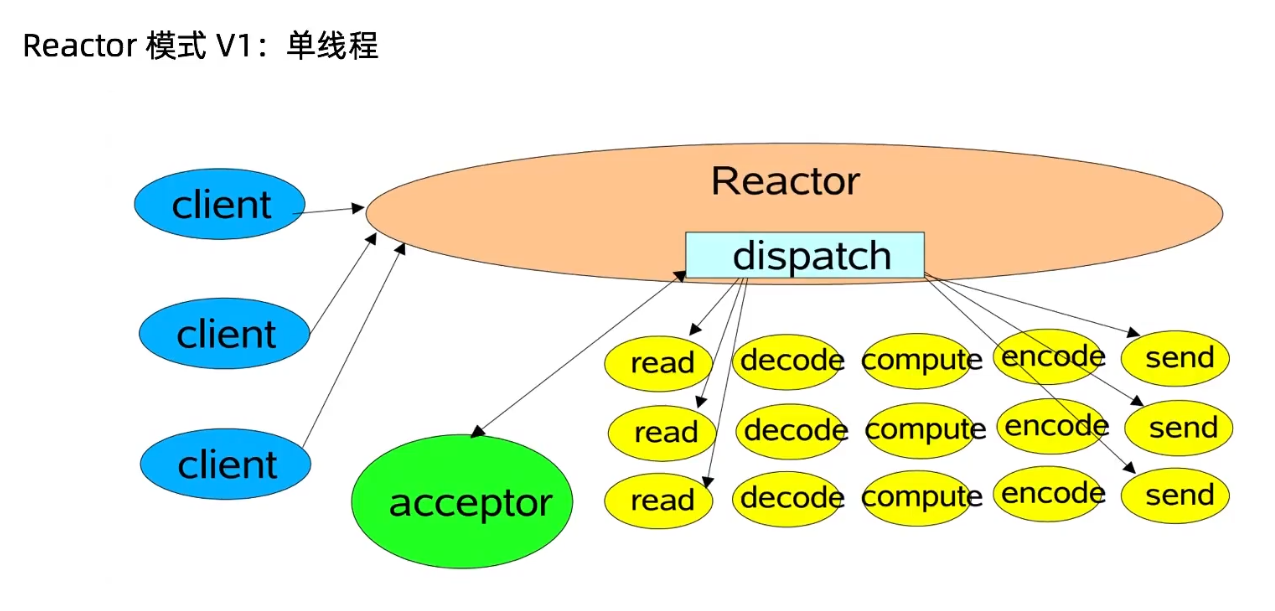 Reactor 模式 V1：单线程
Reactor
client
dispatch
client
read decode compute encode send
read decode compute encode send
client
acceptor
read decode compute encode send